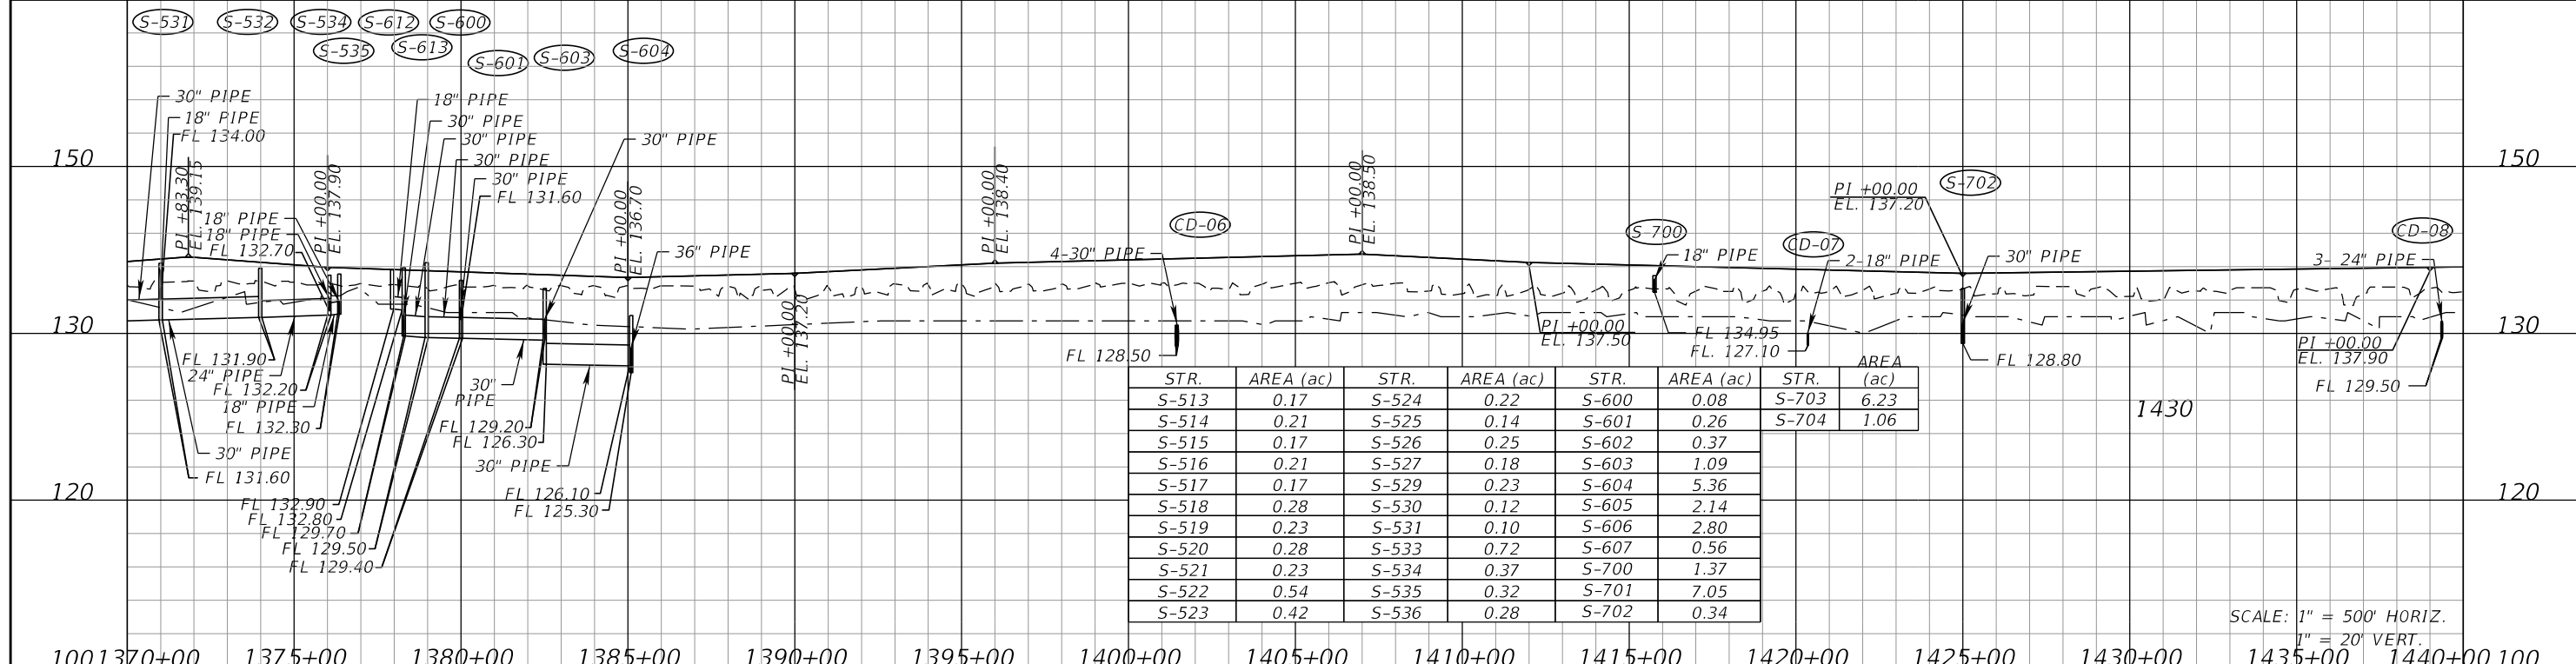 S-531 S-532 S-534 S-612 S-600
S-535 S-613 S-601 S-603 S-604
30" PIPE
18" PIPE
FL 134.00
18" PIPE
30" PIPE
30" PIPE
30" PIPE
30" PIPE
FL 131.60
30" PIPE
150
150
PI +83.30
EL. 139.15
PI +00.00
EL. 137.90
PI +00.00
EL. 136.70
PI +00.00
EL. 138.40
PI +00.00
EL. 138.50
18" PIPE
18" PIPE
FL 132.70
36" PIPE
CD-06
4-30" PIPE
S-700
18" PIPE
CD-07
2-18" PIPE
PI +00.00
EL. 137.20
S-702
30" PIPE
CD-08
3- 24" PIPE
130
130
PI +00.00
EL. 137.20
PI +00.00
EL. 137.50
FL 134.95
FL. 127.10
FL 128.50
FL 128.80
PI +00.00
EL. 137.90
FL 129.50
FL 131.90
24" PIPE
FL 132.20
18" PIPE
FL 132.30
30" PIPE
FL 131.60
30"
PIPE
FL 129.20
FL 126.30
30" PIPE
FL 126.10
FL 125.30
120
120
FL 132.90
FL 132.80
FL 129.70
FL 129.50
FL 129.40
1430
STR. AREA (ac) STR. AREA (ac) STR. AREA (ac) STR. AREA (ac)
S-513 0.17 S-524 0.22 S-600 0.08 S-703 6.23
S-514 0.21 S-525 0.14 S-601 0.26 S-704 1.06
S-515 0.17 S-526 0.25 S-602 0.37
S-516 0.21 S-527 0.18 S-603 1.09
S-517 0.17 S-529 0.23 S-604 5.36
S-518 0.28 S-530 0.12 S-605 2.14
S-519 0.23 S-531 0.10 S-606 2.80
S-520 0.28 S-533 0.72 S-607 0.56
S-521 0.23 S-534 0.37 S-700 1.37
S-522 0.54 S-535 0.32 S-701 7.05
S-523 0.42 S-536 0.28 S-702 0.34
SCALE: 1" = 500' HORIZ.
1" = 20' VERT.
100 1370+00 1375+00 1380+00 1385+00 1390+00 1395+00 1400+00 1405+00 1410+00 1415+00 1420+00 1425+00 1430+00 1435+00 1440+00 100